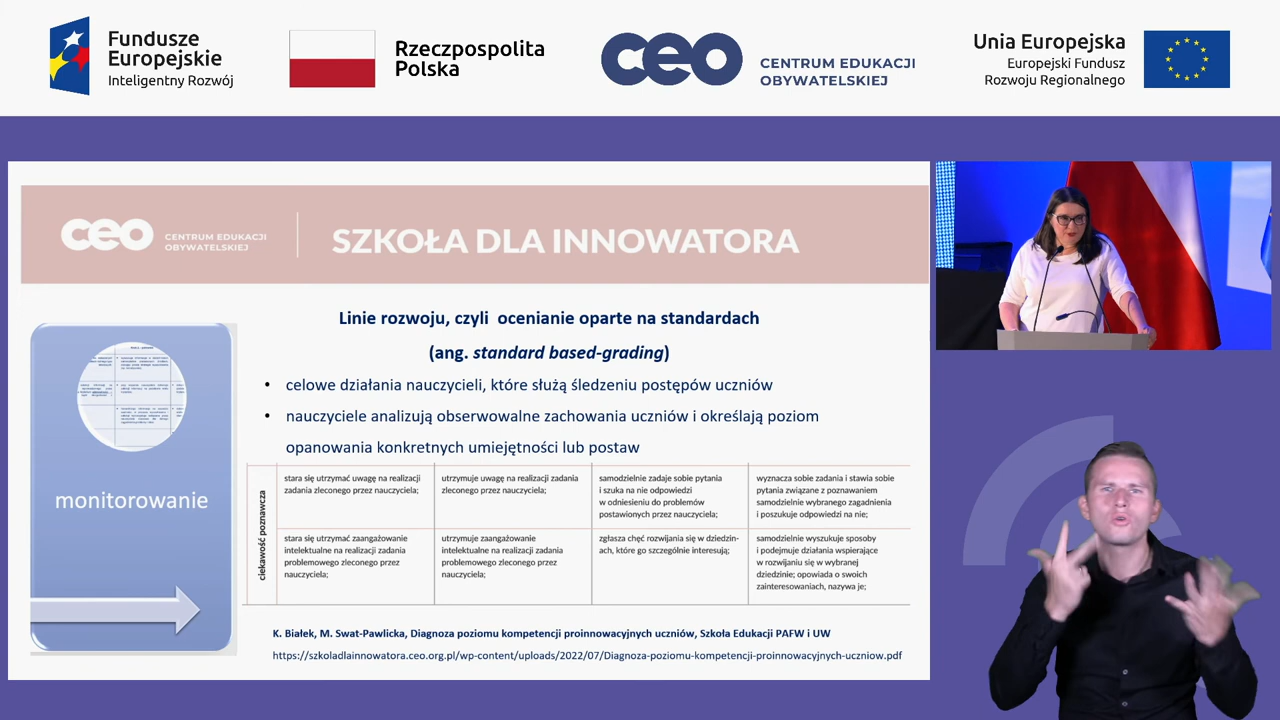 Fundusze
Europejskie
Inteligentny Rozwój
Rzeczpospolita
Polska
ceo
CENTRUM EDUKACJI
OBYWATELSKIEJ
Unia Europejska
Europejski Fundusz
Rozwoju Regionalnego
ceo
CENTRUM EDUKACJI
OBYWATELSKIEJ
SZKOŁA DLA INNOWATORA
Linie rozwoju, czyli ocenianie oparte na standardach
(ang. standard based-grading)
• celowe działania nauczycieli, które służą śledzeniu postępów uczniów
• nauczyciele analizują obserwowalne zachowania uczniów i określają poziom
opanowania konkretnych umiejętności lub postaw
monitorowanie
ciekawość poznawcza
stara się utrzymać uwagę na realizacji
zadania zleconego przez nauczyciela;
utrzymuje uwagę na realizacji zadania
zleconego przez nauczyciela;
samodzielnie zadaje sobie pytania
i szuka na nie odpowiedzi
w odniesieniu do problemów
postawionych przez nauczyciela;
wyznacza sobie zadania i stawia sobie
pytania związane z poznawaniem
samodzielnie wybranego zagadnienia
i poszukuje odpowiedzi na nie;
stara się utrzymać zaangażowanie
intelektualne na realizacji zadania
problemowego zleconego przez
nauczyciela;
utrzymuje zaangażowanie
intelektualne na realizacji zadania
problemowego zleconego przez
nauczyciela;
zgłasza chęć rozwijania się w dziedzin-
ach, które go szczególnie interesują;
samodzielnie wyszukuje sposoby
i podejmuje działania wspierające
w rozwijaniu się w wybranej
dziedzinie; opowiada o swoich
zainteresowaniach, nazywa je;
K. Białek, M. Swat-Pawlicka, Diagnoza poziomu kompetencji proinnowacyjnych uczniów, Szkoła Edukacji PAFW i UW
https://szkoladlainnowatora.ceo.org.pl/wp-content/uploads/2022/07/Diagnoza-poziomu-kompetencji-proinnowacyjnych-uczniow.pdf